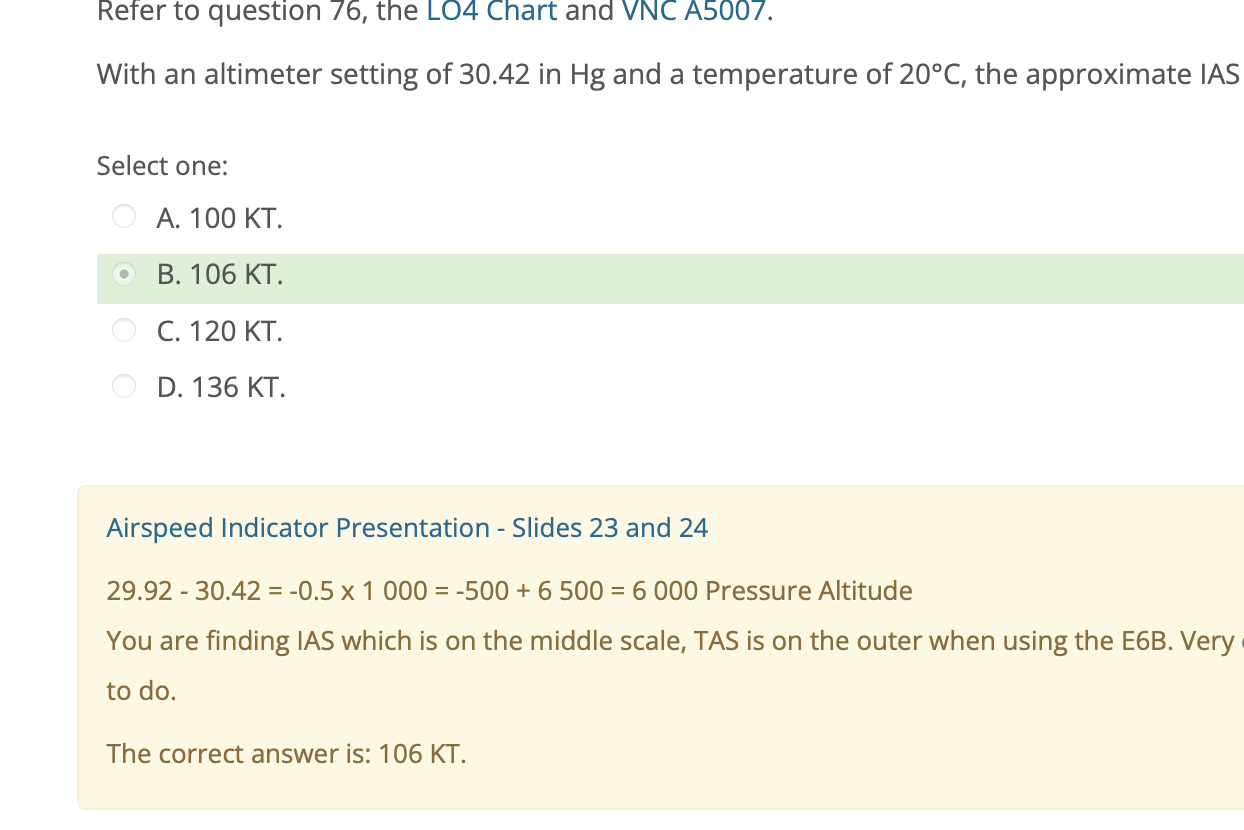 Refer to question 76, the LO4 Chart and VNC A5007.
With an altimeter setting of 30.42 in Hg and a temperature of 20°C, the approximate IAS
Select one:
A. 100 KT.
B. 106 KT.
C. 120 KT.
D. 136 KT.
Airspeed Indicator Presentation - Slides 23 and 24
29.92 - 30.42 = -0.5 x 1 000 = -500 + 6 500 = 6 000 Pressure Altitude
You are finding IAS which is on the middle scale, TAS is on the outer when using the E6B. Very
to do.
The correct answer is: 106 KT.